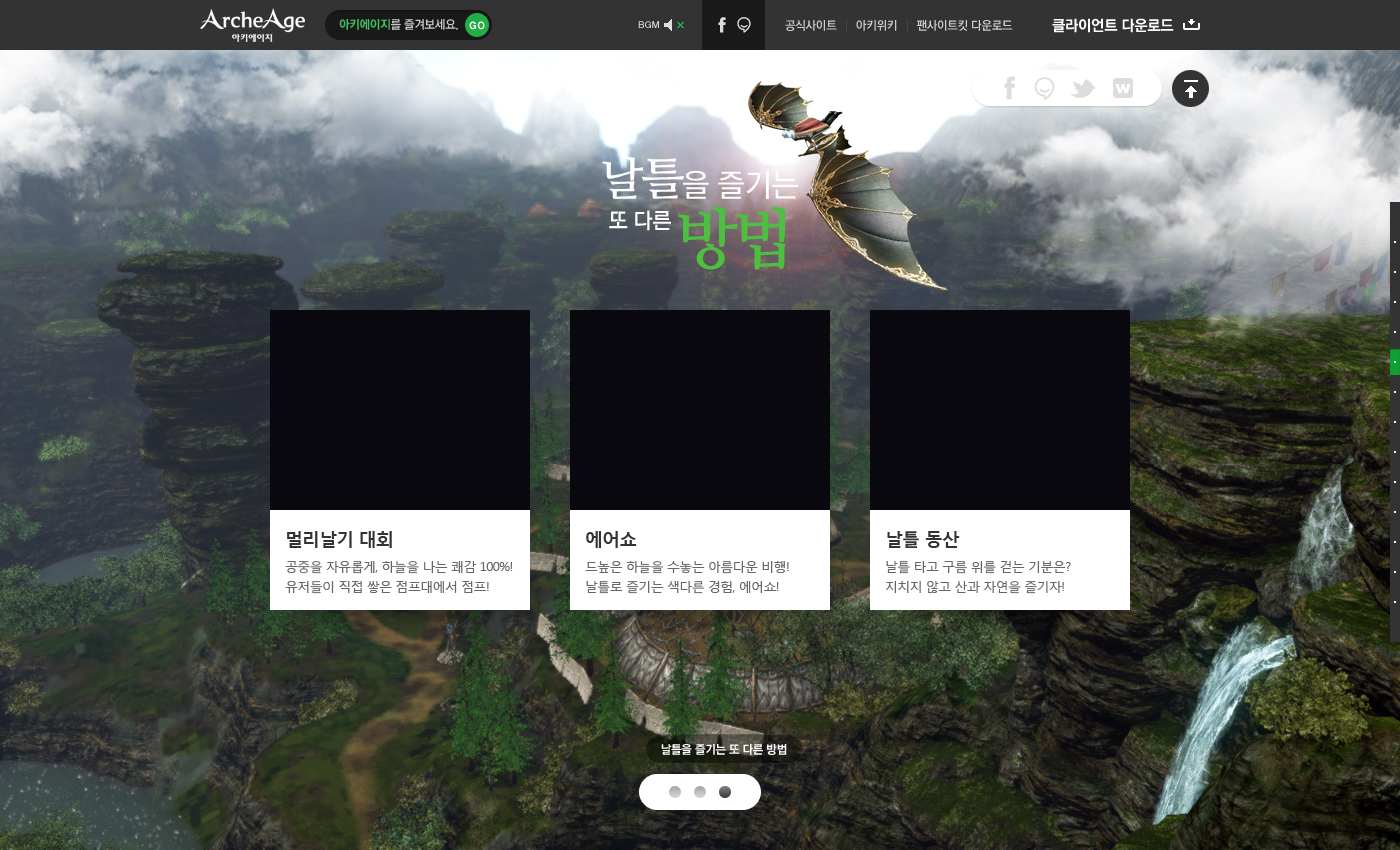 ArcheAge
아키에이지
아키에이지를 즐겨보세요. GO
BGM
공식사이트
아키위키
팬사이트킷 다운로드
클라이언트 다운로드
날틀을 즐기는
또 다른 방법
멀리날기 대회
공중을 자유롭게, 하늘을 나는 쾌감 100%!
유저들이 직접 쌓은 점프대에서 점프!
에어쇼
드높은 하늘을 수놓는 아름다운 비행!
날틀로 즐기는 색다른 경험, 에어쇼!
날틀 동산
날틀 타고 구름 위를 걷는 기분은?
지치지 않고 산과 자연을 즐기자!
날틀을 즐기는 또 다른 방법